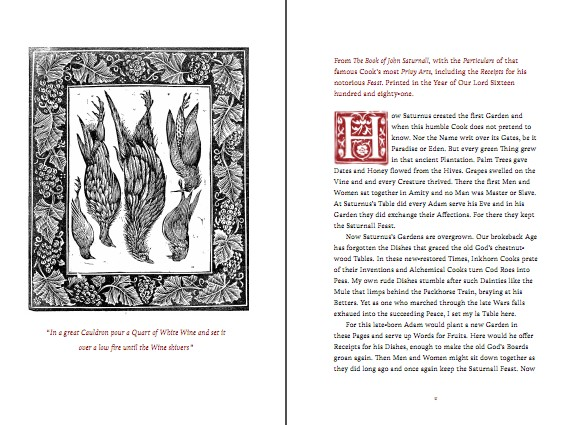 "In a great Cauldron pour a Quart of White Wine and set it
over a low fire until the Wine shivers"
From The Book of John Saturnall, with the Particulars of that
famous Cook's most Privy Arts, including the Receipts for his
notorious Feast. Printed in the Year of Our Lord Sixteen
hundred and eighty-one.
How Saturnus created the first Garden and
when this humble Cook does not pretend to
know. Nor the Name writ over its Gates, be it
Paradise or Eden. But every green Thing grew
in that ancient Plantation. Palm Trees gave
Dates and Honey flowed from the Hives. Grapes swelled on the
Vine and and every Creature thrived. There the first Men and
Women sat together in Amity and no Man was Master or Slave.
At Saturnus's Table did every Adam serve his Eve and in his
Garden they did exchange their Affections. For there they kept
the Saturnall Feast.
Now Saturnus's Gardens are overgrown. Our brokeback Age
has forgotten the Dishes that graced the old God's chestnut-
wood Tables. In these new-restored Times, Inkhorn Cooks prate
of their Inventions and Alchemical Cooks turn Cod Roes into
Peas. My own rude Dishes stumble after such Dainties like the
Mule that limps behind the Packhorse Train, braying at his
Betters. Yet as one who marched through the late Wars falls
exhaued into the succeeding Peace, I set my la Table here.
For this late-born Adam would plant a new Garden in
these Pages and serve up Words for Fruits. Here would he offer
Receipts for his Dishes, enough to make the old God's Boards
groan again. Then Men and Women might sit down together as
they did long ago and once again keep the Saturnall Feast. Now